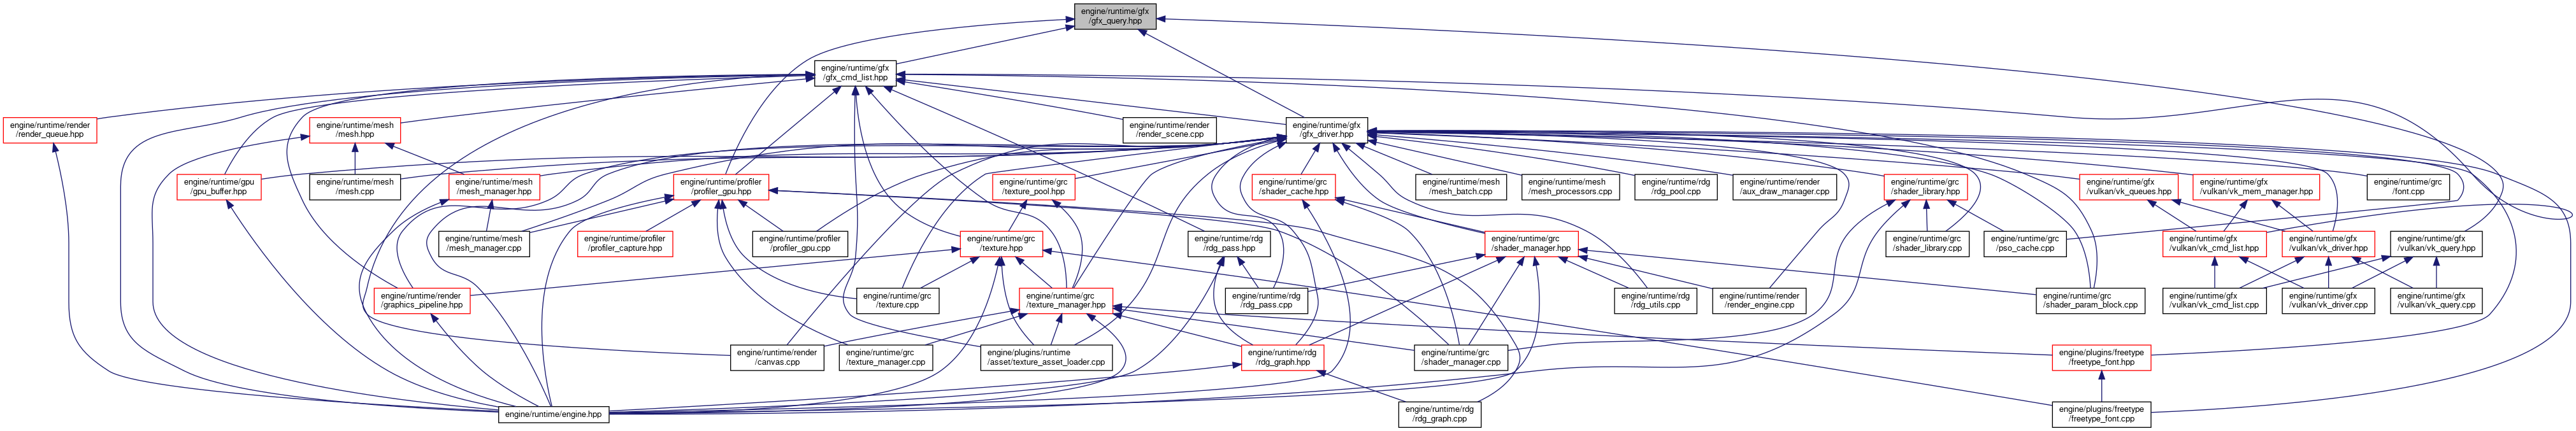 engine/runtime/gfx
/gfx_query.hpp
engine/runtime/gfx
/gfx_cmd_list.hpp
engine/runtime/render
/render_queue.hpp
engine/runtime/mesh
/mesh.hpp
engine/runtime/render
/render_scene.cpp
engine/runtime/gfx
/gfx_driver.hpp
engine/runtime/gpu
/gpu_buffer.hpp
engine/runtime/mesh
/mesh.cpp
engine/runtime/mesh
/mesh_manager.hpp
engine/runtime/profiler
/profiler_gpu.hpp
engine/runtime/grc
/texture_pool.hpp
engine/runtime/grc
/shader_cache.hpp
engine/runtime/mesh
/mesh_batch.cpp
engine/runtime/mesh
/mesh_processors.cpp
engine/runtime/rdg
/rdg_pool.cpp
engine/runtime/render
/aux_draw_manager.cpp
engine/runtime/grc
/shader_library.hpp
engine/runtime/gfx
/vulkan/vk_queues.hpp
engine/runtime/gfx
/vulkan/vk_mem_manager.hpp
engine/runtime/grc
/font.cpp
engine/runtime/mesh
/mesh_manager.cpp
engine/runtime/profiler
/profiler_capture.hpp
engine/runtime/profiler
/profiler_gpu.cpp
engine/runtime/grc
/texture.hpp
engine/runtime/rdg
/rdg_pass.hpp
engine/runtime/grc
/shader_manager.hpp
engine/runtime/grc
/shader_library.cpp
engine/runtime/grc
/pso_cache.cpp
engine/runtime/gfx
/vulkan/vk_cmd_list.hpp
engine/runtime/gfx
/vulkan/vk_driver.hpp
engine/runtime/gfx
/vulkan/vk_query.hpp
engine/runtime/render
/graphics_pipeline.hpp
engine/runtime/grc
/texture.cpp
engine/runtime/grc
/texture_manager.hpp
engine/runtime/rdg
/rdg_pass.cpp
engine/runtime/rdg
/rdg_utils.cpp
engine/runtime/render
/render_engine.cpp
engine/runtime/grc
/shader_param_block.cpp
engine/runtime/gfx
/vulkan/vk_cmd_list.cpp
engine/runtime/gfx
/vulkan/vk_driver.cpp
engine/runtime/gfx
/vulkan/vk_query.cpp
engine/runtime/render
/canvas.cpp
engine/runtime/grc
/texture_manager.cpp
engine/plugins/runtime
/asset/texture_asset_loader.cpp
engine/runtime/rdg
/rdg_graph.hpp
engine/runtime/grc
/shader_manager.cpp
engine/plugins/freetype
/freetype_font.hpp
engine/runtime/engine.hpp
engine/runtime/rdg
/rdg_graph.cpp
engine/plugins/freetype
/freetype_font.cpp